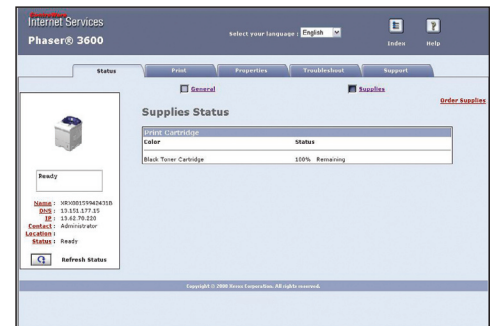 CentreWare
Internet Services
Phaser® 3600
Select your language : English
Index
Help
Status
Print
Properties
Troubleshoot
Support
General
Supplies
Order Supplies
Supplies Status
Print Cartridge
Color Status
Black Toner Cartridge 100% Remaining
Ready
Name : XRX00159942431B
DNS : 13.151.177.15
IP : 13.62.70.220
Contact : Administrator
Location :
Status : Ready
Refresh Status
Copyright © 2008 Xerox Corporation. All rights reserved.